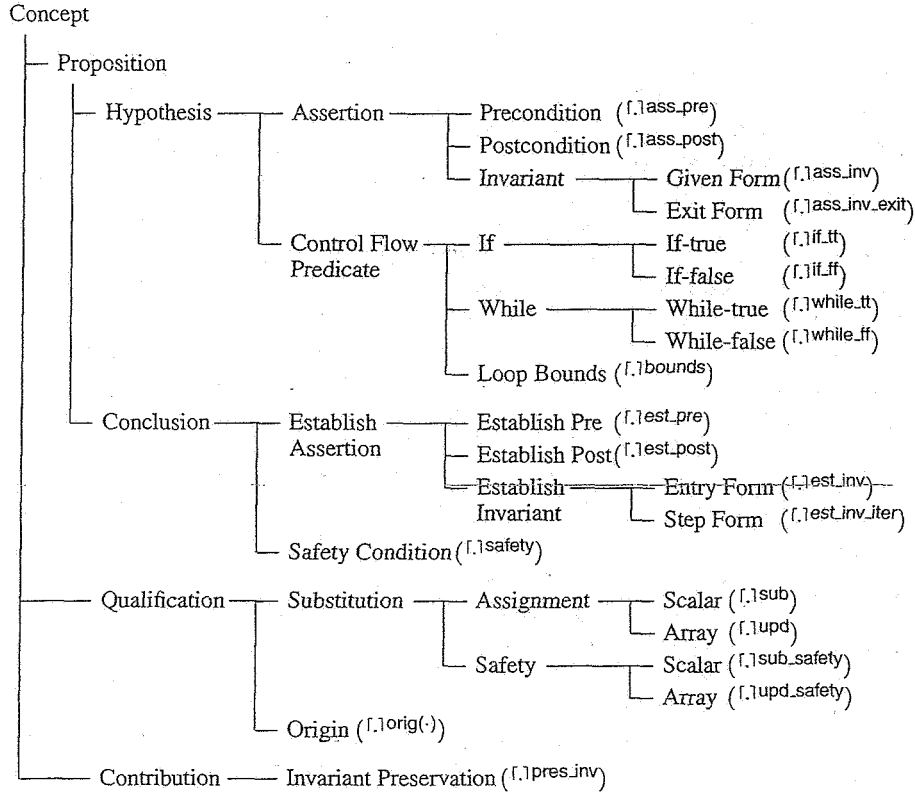 Concept
Proposition
Hypothesis Assertion Precondition (⌈.⌉ass_pre)
Postcondition (⌈.⌉ass_post)
Invariant Given Form (⌈.⌉ass_inv)
Exit Form (⌈.⌉ass_inv_exit)
Control Flow If If-true (⌈.⌉if_tt)
Predicate If-false (⌈.⌉if_ff)
While While-true (⌈.⌉while_tt)
While-false (⌈.⌉while_ff)
Loop Bounds (⌈.⌉bounds)
Conclusion Establish Establish Pre (⌈.⌉est_pre)
Assertion Establish Post (⌈.⌉est_post)
Establish Entry Form (⌈.⌉est_inv)
Invariant Step Form (⌈.⌉est_inv_iter)
Safety Condition (⌈.⌉safety)
Qualification Substitution Assignment Scalar (⌈.⌉sub)
Array (⌈.⌉upd)
Safety Scalar (⌈.⌉sub_safety)
Array (⌈.⌉upd_safety)
Origin (⌈.⌉orig(·))
Contribution Invariant Preservation (⌈.⌉pres_inv)